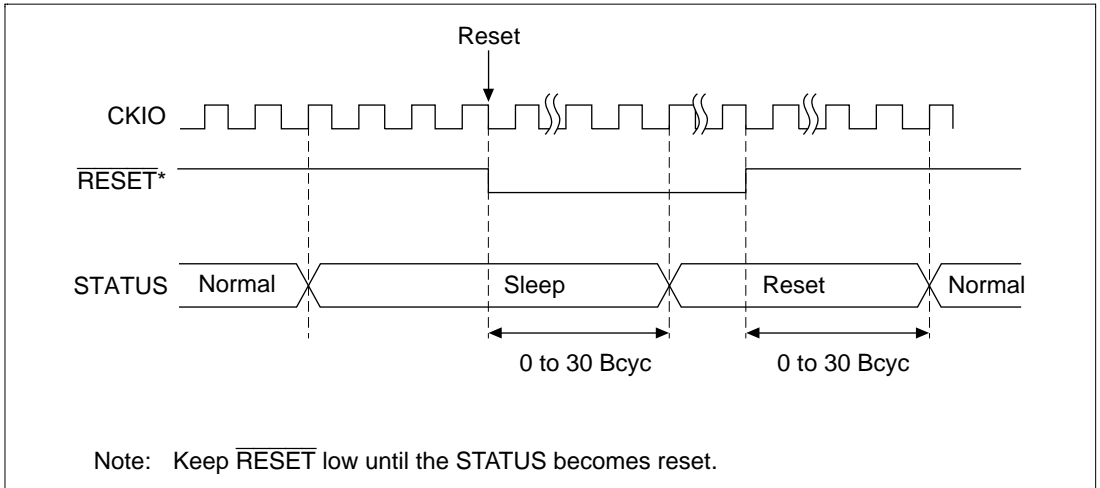 Reset
CKIO
RESET*
STATUS Normal Sleep Reset Normal
0 to 30 Bcyc 0 to 30 Bcyc
Note: Keep RESET low until the STATUS becomes reset.